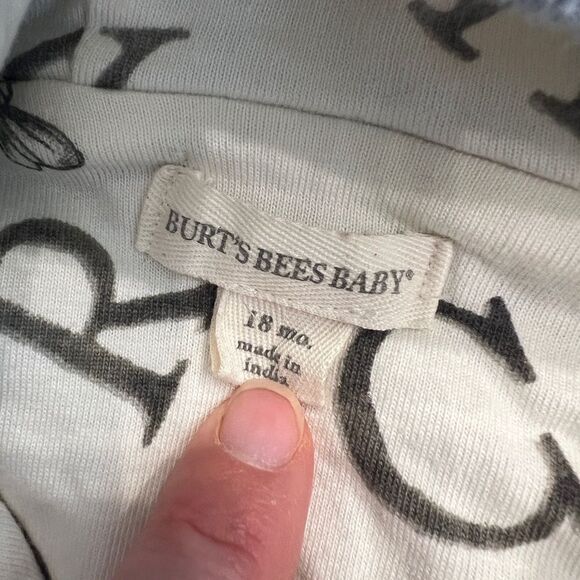 BURT'S BEES BABY®
18 mo.
made in
india
R
C